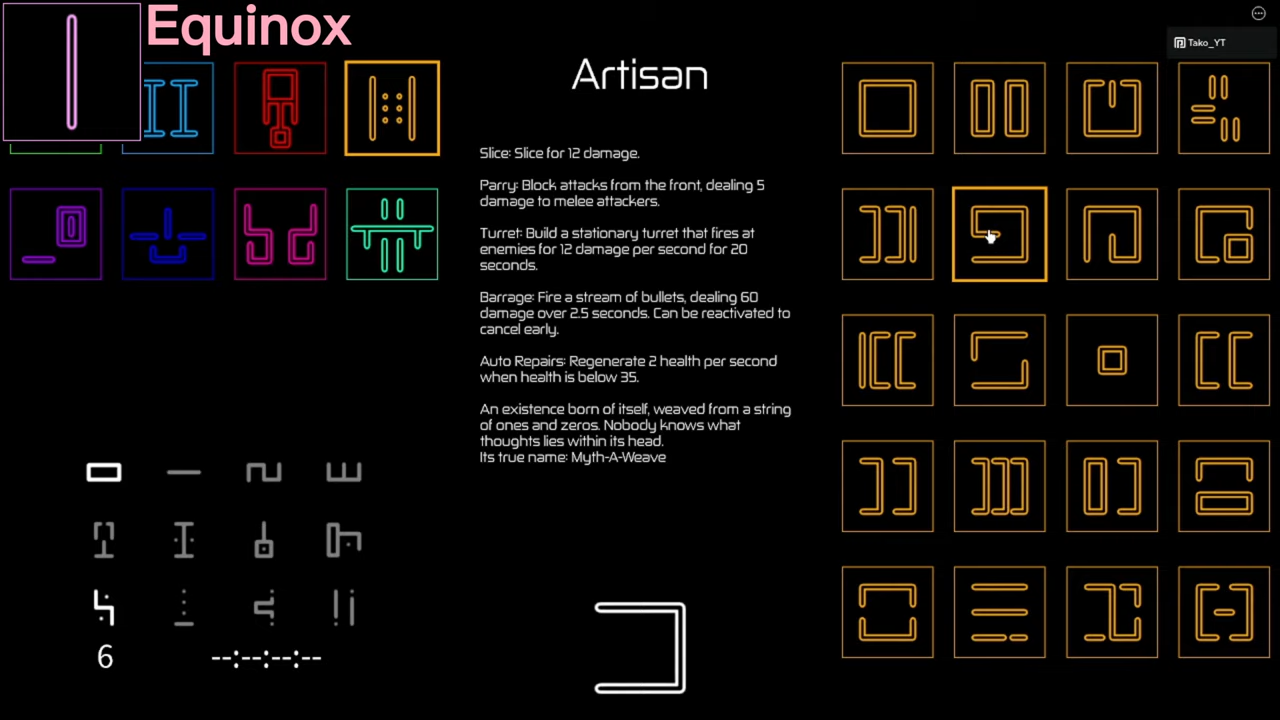 Equinox
Tako_YT
Artisan
Slice: Slice for 12 damage.
Parry: Block attacks from the front, dealing 5
damage to melee attackers.
Turret: Build a stationary turret that fires at
enemies for 12 damage per second for 20
seconds.
Barrage: Fire a stream of bullets, dealing 60
damage over 2.5 seconds. Can be reactivated to
cancel early.
Auto Repairs: Regenerate 2 health per second
when health is below 35.
An existence born of itself, weaved from a string
of ones and zeros. Nobody knows what
thoughts lies within its head.
Its true name: Myth-A-Weave
6
--:--:--:--